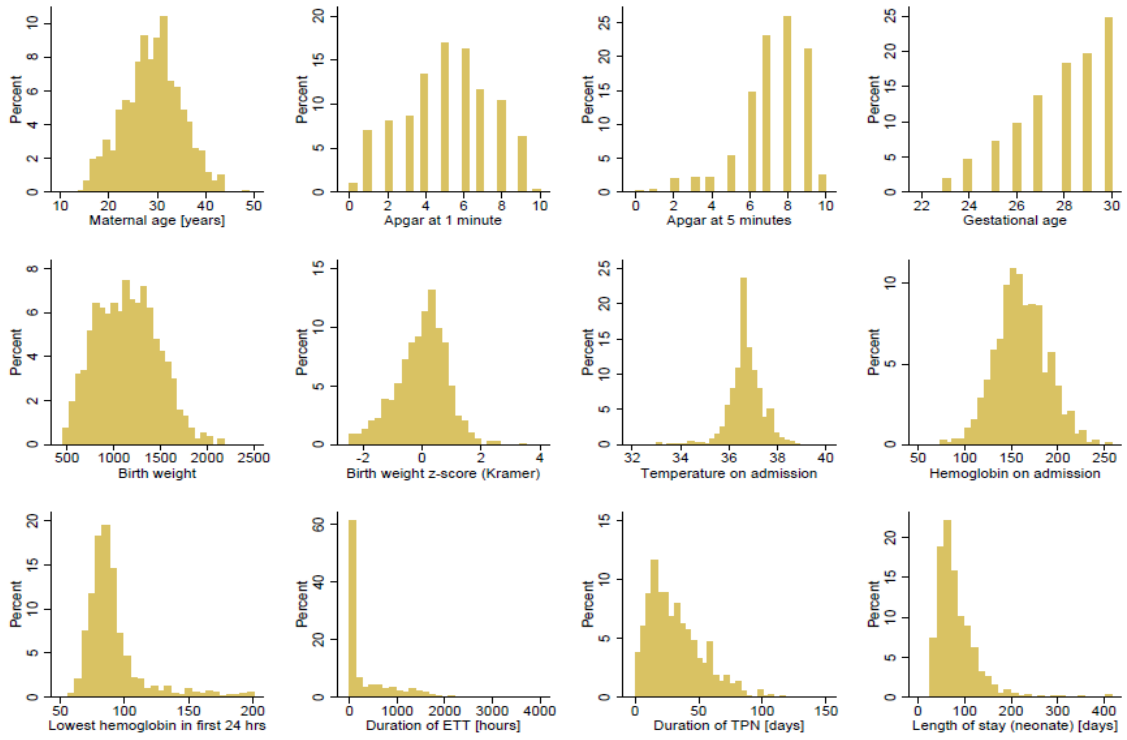 Percent
0 2 4 6 8 10
10 20 30 40 50
Maternal age [years]
Percent
0 5 10 15 20
0 2 4 6 8 10
Apgar at 1 minute
Percent
0 5 10 15 20 25
0 2 4 6 8 10
Apgar at 5 minutes
Percent
0 5 10 15 20 25
22 24 26 28 30
Gestational age
Percent
0 2 4 6 8
500 1000 1500 2000 2500
Birth weight
Percent
0 5 10 15
-2 0 2 4
Birth weight z-score (Kramer)
Percent
0 5 10 15 20 25
32 34 36 38 40
Temperature on admission
Percent
0 5 10
50 100 150 200 250
Hemoglobin on admission
Percent
0 5 10 15 20
50 100 150 200
Lowest hemoglobin in first 24 hrs
Percent
0 20 40 60
0 1000 2000 3000 4000
Duration of ETT [hours]
Percent
0 5 10 15
0 50 100 150
Duration of TPN [days]
Percent
0 5 10 15 20
0 100 200 300 400
Length of stay (neonate) [days]